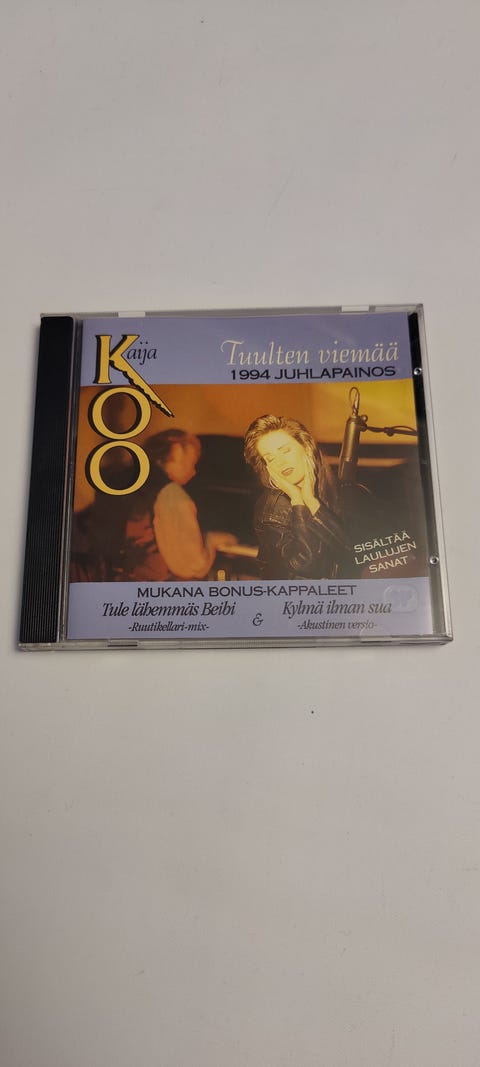 Kaija
KOO
Tuulten viemää
1994 JUHLAPAINOS
SISÄLTÄÄ
LAULUJEN
SANAT
MUKANA BONUS-KAPPALEET
Tule lähemmäs Beibi & Kylmä ilman sua
-Ruutikellari-mix- -Akustinen versio-